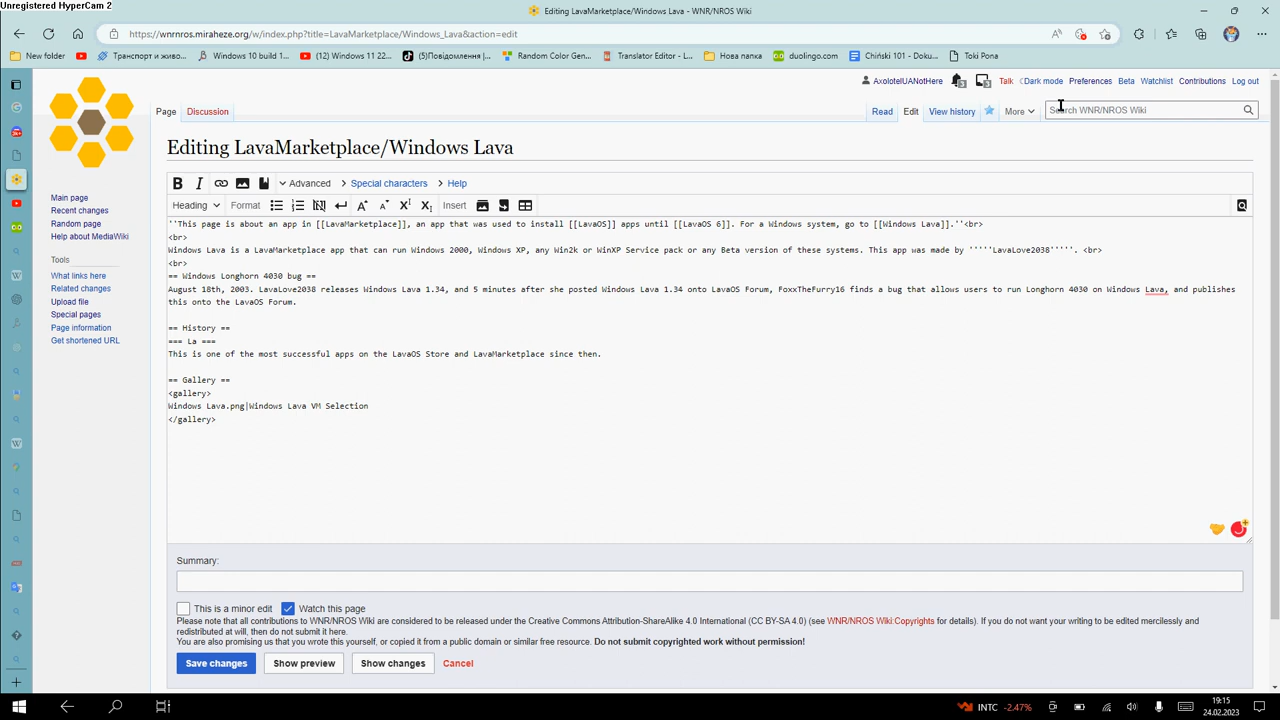 Unregistered HyperCam 2
Editing LavaMarketplace/Windows Lava - WNR/NROS Wiki
https://wnrnros.miraheze.org/w/index.php?title=LavaMarketplace/Windows_Lava&action=edit
New folder
Транспорт и живо...
Windows 10 build 1...
(12) Windows 11 22...
(5)Повідомлення |...
Random Color Gen...
Translator Editor - L...
Нова папка
duolingo.com
Chiński 101 - Doku...
Toki Pona
AxolotelUANotHere
3
3
Talk
Dark mode
Preferences
Beta
Watchlist
Contributions
Log out
Page
Discussion
Read
Edit
View history
More
Search WNR/NROS Wiki
Editing LavaMarketplace/Windows Lava
Main page
Recent changes
Random page
Help about MediaWiki
Tools
What links here
Related changes
Upload file
Special pages
Page information
Get shortened URL
B
I
Advanced
Special characters
Help
Heading
Format
Insert
''This page is about an app in [[LavaMarketplace]], an app that was used to install [[LavaOS]] apps until [[LavaOS 6]]. For a Windows system, go to [[Windows Lava]].''<br>
<br>
Windows Lava is a LavaMarketplace app that can run Windows 2000, Windows XP, any Win2k or WinXP Service pack or any Beta version of these systems. This app was made by '''''LavaLove2038'''''. <br>
<br>
== Windows Longhorn 4030 bug ==
August 18th, 2003. LavaLove2038 releases Windows Lava 1.34, and 5 minutes after she posted Windows Lava 1.34 onto LavaOS Forum, FoxxTheFurry16 finds a bug that allows users to run Longhorn 4030 on Windows Lava, and publishes
this onto the LavaOS Forum.
== History ==
=== La ===
This is one of the most successful apps on the LavaOS Store and LavaMarketplace since then.
== Gallery ==
<gallery>
Windows Lava.png|Windows Lava VM Selection
</gallery>
Summary:
This is a minor edit
Watch this page
Please note that all contributions to WNR/NROS Wiki are considered to be released under the Creative Commons Attribution-ShareAlike 4.0 International (CC BY-SA 4.0) (see WNR/NROS Wiki:Copyrights for details). If you do not want your writing to be edited mercilessly and
redistributed at will, then do not submit it here.
You are also promising us that you wrote this yourself, or copied it from a public domain or similar free resource. Do not submit copyrighted work without permission!
Save changes
Show preview
Show changes
Cancel
INTC -2.47%
19:15
24.02.2023